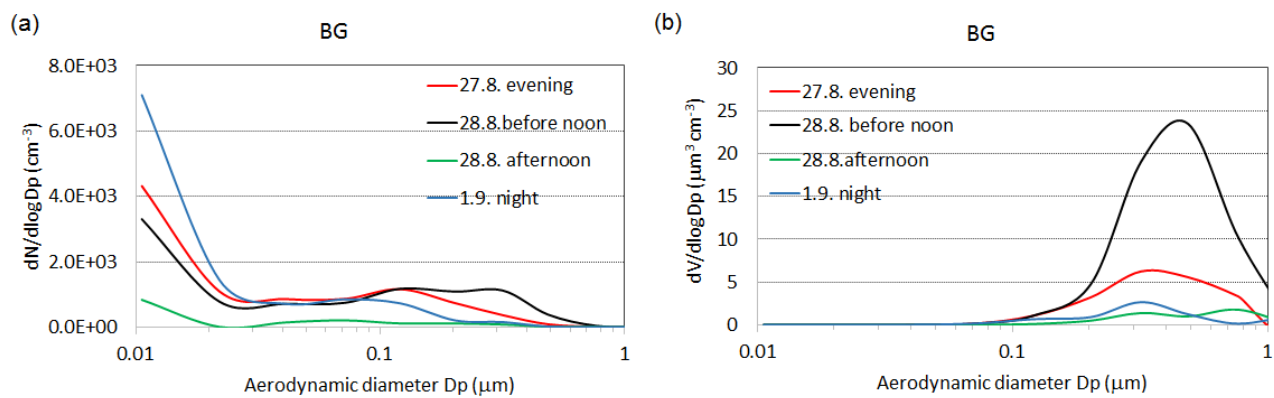 (a)
BG
8.0E+03
6.0E+03
4.0E+03
2.0E+03
0.0E+00
dN/dlogDp (cm⁻³)
27.8. evening
28.8.before noon
28.8. afternoon
1.9. night
0.01
0.1
1
Aerodynamic diameter Dp (μm)
(b)
BG
30
25
20
15
10
5
0
dV/dlogDp (μm³ cm⁻³)
27.8. evening
28.8. before noon
28.8.afternoon
1.9. night
0.01
0.1
1
Aerodynamic diameter Dp (μm)